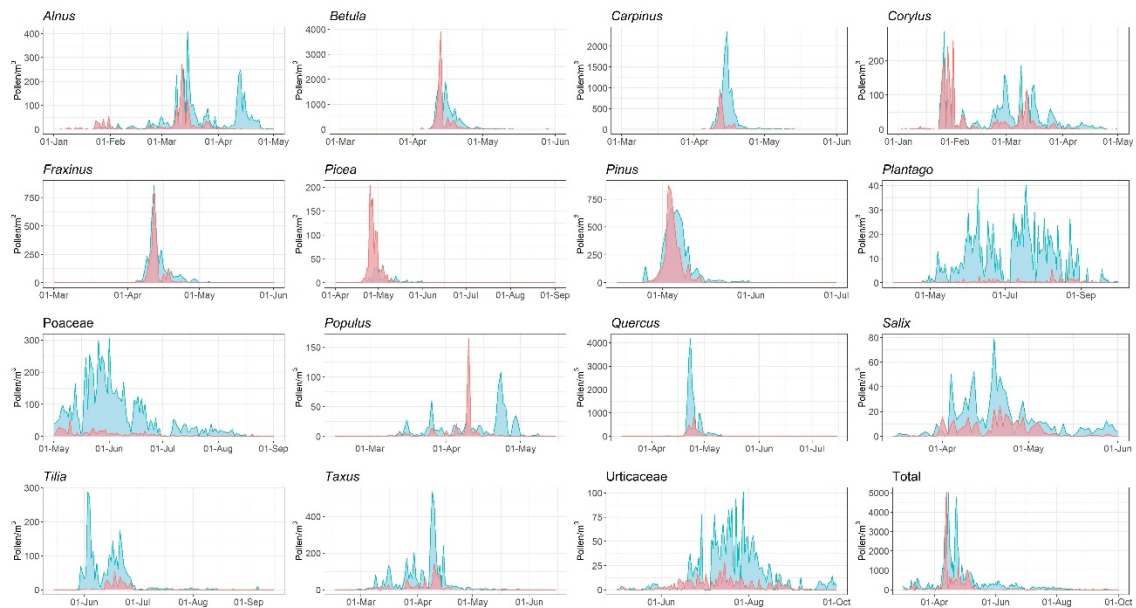 Alnus
Betula
Carpinus
Corylus
Pollen/m³
400
300
200
100
0
01-Jan
01-Feb
01-Mar
01-Apr
01-May
Pollen/m³
4000
3000
2000
1000
0
01-Mar
01-Apr
01-May
01-Jun
Pollen/m³
2000
1500
1000
500
0
01-Mar
01-Apr
01-May
01-Jun
Pollen/m³
200
100
0
01-Jan
01-Feb
01-Mar
01-Apr
01-May
Fraxinus
Picea
Pinus
Plantago
Pollen/m³
750
500
250
0
01-Mar
01-Apr
01-May
01-Jun
Pollen/m³
200
150
100
50
0
01-Apr
01-May
01-Jun
01-Jul
01-Aug
01-Sep
Pollen/m³
750
500
250
0
01-May
01-Jun
01-Jul
Pollen/m³
40
30
20
10
0
01-May
01-Jul
01-Sep
Poaceae
Populus
Quercus
Salix
Pollen/m³
300
200
100
0
01-May
01-Jun
01-Jul
01-Aug
01-Sep
Pollen/m³
150
100
50
0
01-Mar
01-Apr
01-May
Pollen/m³
4000
3000
2000
1000
0
01-Apr
01-May
01-Jun
01-Jul
Pollen/m³
80
60
40
20
0
01-Apr
01-May
01-Jun
Tilia
Taxus
Urticaceae
Total
Pollen/m³
300
200
100
0
01-Jun
01-Jul
01-Aug
01-Sep
Pollen/m³
400
200
0
01-Mar
01-Apr
01-May
01-Jun
Pollen/m³
100
75
50
25
0
01-Jun
01-Aug
01-Oct
Pollen/m³
5000
4000
3000
2000
1000
0
01-Apr
01-Jun
01-Aug
01-Oct